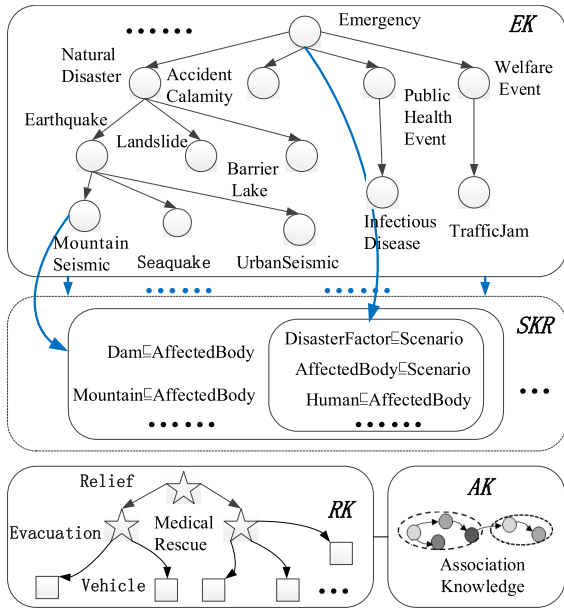 Emergency
EK
Natural
Disaster
Accident
Calamity
Public
Health
Event
Welfare
Event
Earthquake
Landslide
Barrier
Lake
Infectious
Disease
TrafficJam
Mountain
Seismic
Seaquake
UrbanSeismic
SKR
Dam⊑AffectedBody
Mountain⊑AffectedBody
DisasterFactor⊑Scenario
AffectedBody⊑Scenario
Human⊑AffectedBody
Relief
RK
Evacuation
Medical
Rescue
Vehicle
AK
Association
Knowledge